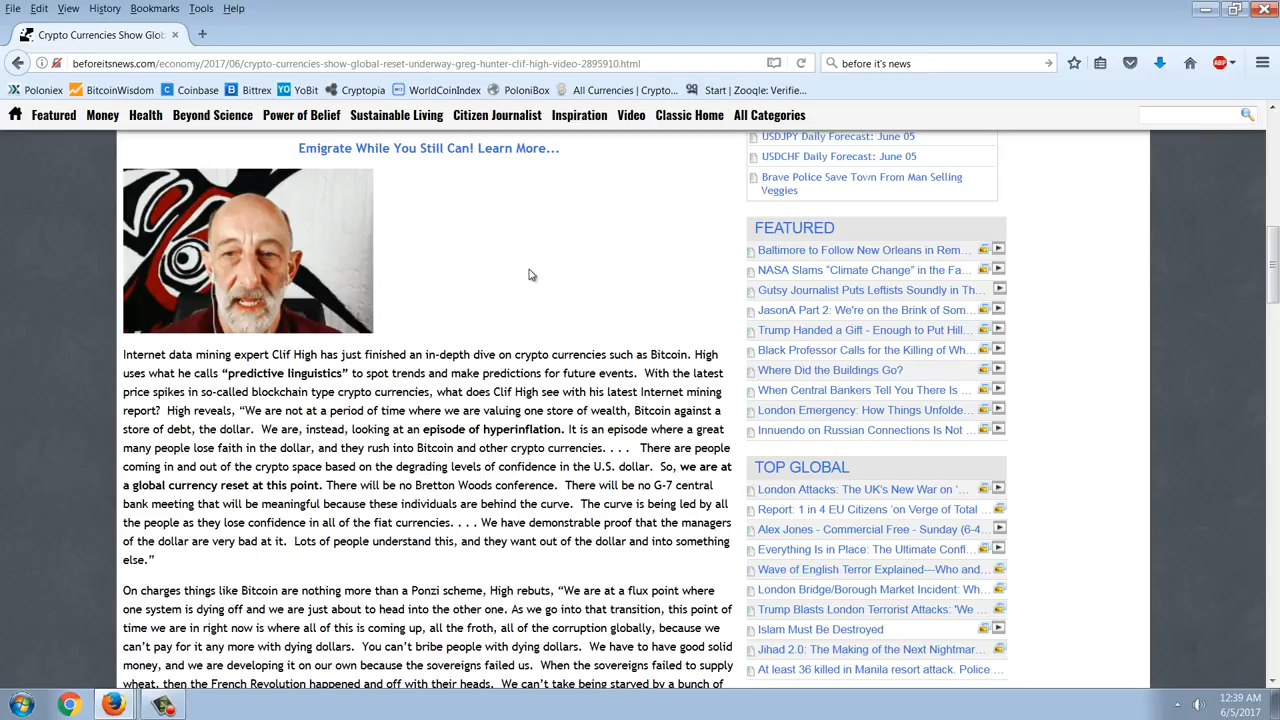 File Edit View History Bookmarks Tools Help
Crypto Currencies Show Glob
beforeitsnews.com/economy/2017/06/crypto-currencies-show-global-reset-underway-greg-hunter-clif-high-video-2895910.html
before it's news
Poloniex BitcoinWisdom Coinbase Bittrex YoBit Cryptopia WorldCoinIndex PoloniBox All Currencies | Crypto... Start | Zooqle: Verifie...
Featured Money Health Beyond Science Power of Belief Sustainable Living Citizen Journalist Inspiration Video Classic Home All Categories
Emigrate While You Still Can! Learn More...
Internet data mining expert Clif High has just finished an in-depth dive on crypto currencies such as Bitcoin. High
uses what he calls “predictive linguistics” to spot trends and make predictions for future events. With the latest
price spikes in so-called blockchain type crypto currencies, what does Clif High see with his latest Internet mining
report? High reveals, “We are not at a period of time where we are valuing one store of wealth, Bitcoin against a
store of debt, the dollar. We are, instead, looking at an episode of hyperinflation. It is an episode where a great
many people lose faith in the dollar, and they rush into Bitcoin and other crypto currencies. . . . There are people
coming in and out of the crypto space based on the degrading levels of confidence in the U.S. dollar. So, we are at
a global currency reset at this point. There will be no Bretton Woods conference. There will be no G-7 central
bank meeting that will be meaningful because these individuals are behind the curve. The curve is being led by all
the people as they lose confidence in all of the fiat currencies. . . . We have demonstrable proof that the managers
of the dollar are very bad at it. Lots of people understand this, and they want out of the dollar and into something
else.”
On charges things like Bitcoin are nothing more than a Ponzi scheme, High rebuts, “We are at a flux point where
one system is dying off and we are just about to head into the other one. As we go into that transition, this point of
time we are in right now is where all of this is coming up, all the froth, all of the corruption globally, because we
can’t pay for it any more with dying dollars. You can’t bribe people with dying dollars. We have to have good solid
money, and we are developing it on our own because the sovereigns failed us. When the sovereigns failed to supply
wheat, then the French Revolution happened and off with their heads. We can’t take being starved by a bunch of
USDJPY Daily Forecast: June 05
USDCHF Daily Forecast: June 05
Brave Police Save Town From Man Selling
Veggies
FEATURED
Baltimore to Follow New Orleans in Rem...
NASA Slams “Climate Change” in the Fa...
Gutsy Journalist Puts Leftists Soundly in Th...
JasonA Part 2: We're on the Brink of Som...
Trump Handed a Gift - Enough to Put Hill...
Black Professor Calls for the Killing of Wh...
Where Did the Buildings Go?
When Central Bankers Tell You There Is ...
London Emergency: How Things Unfolde...
Innuendo on Russian Connections Is Not ...
TOP GLOBAL
London Attacks: The UK's New War on ‘...
Report: 1 in 4 EU Citizens ‘on Verge of Total ...
Alex Jones - Commercial Free - Sunday (6-4...
Everything Is in Place: The Ultimate Confl...
Wave of English Terror Explained---Who and...
London Bridge/Borough Market Incident: Wh...
Trump Blasts London Terrorist Attacks: 'We ...
Islam Must Be Destroyed
Jihad 2.0: The Making of the Next Nightmar...
At least 36 killed in Manila resort attack. Police ...
12:39 AM
6/5/2017